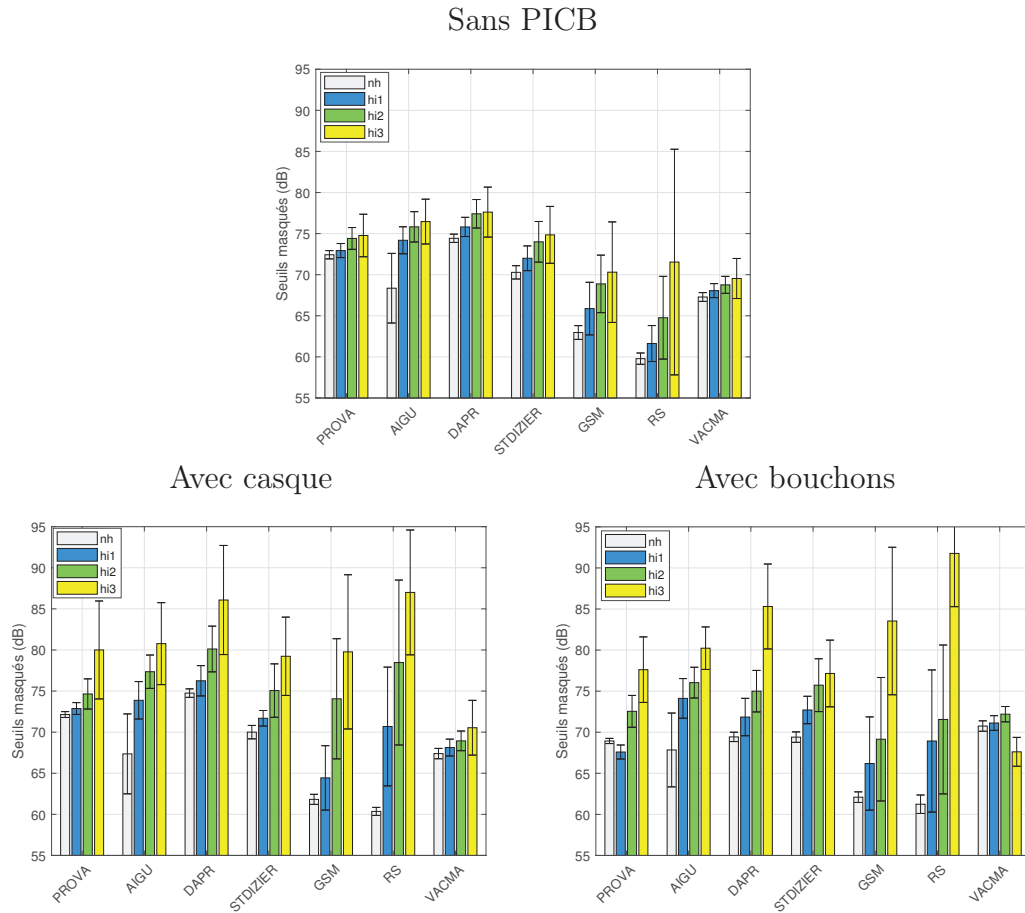 Sans PICB
95
90
85
80
75
70
65
60
55
Seuils masqués (dB)
nh
hi1
hi2
hi3
PROVA
AIGU
DAPR
STDIZIER
GSM
RS
VACMA
Avec casque
95
90
85
80
75
70
65
60
55
Seuils masqués (dB)
nh
hi1
hi2
hi3
PROVA
AIGU
DAPR
STDIZIER
GSM
RS
VACMA
Avec bouchons
95
90
85
80
75
70
65
60
55
Seuils masqués (dB)
nh
hi1
hi2
hi3
PROVA
AIGU
DAPR
STDIZIER
GSM
RS
VACMA